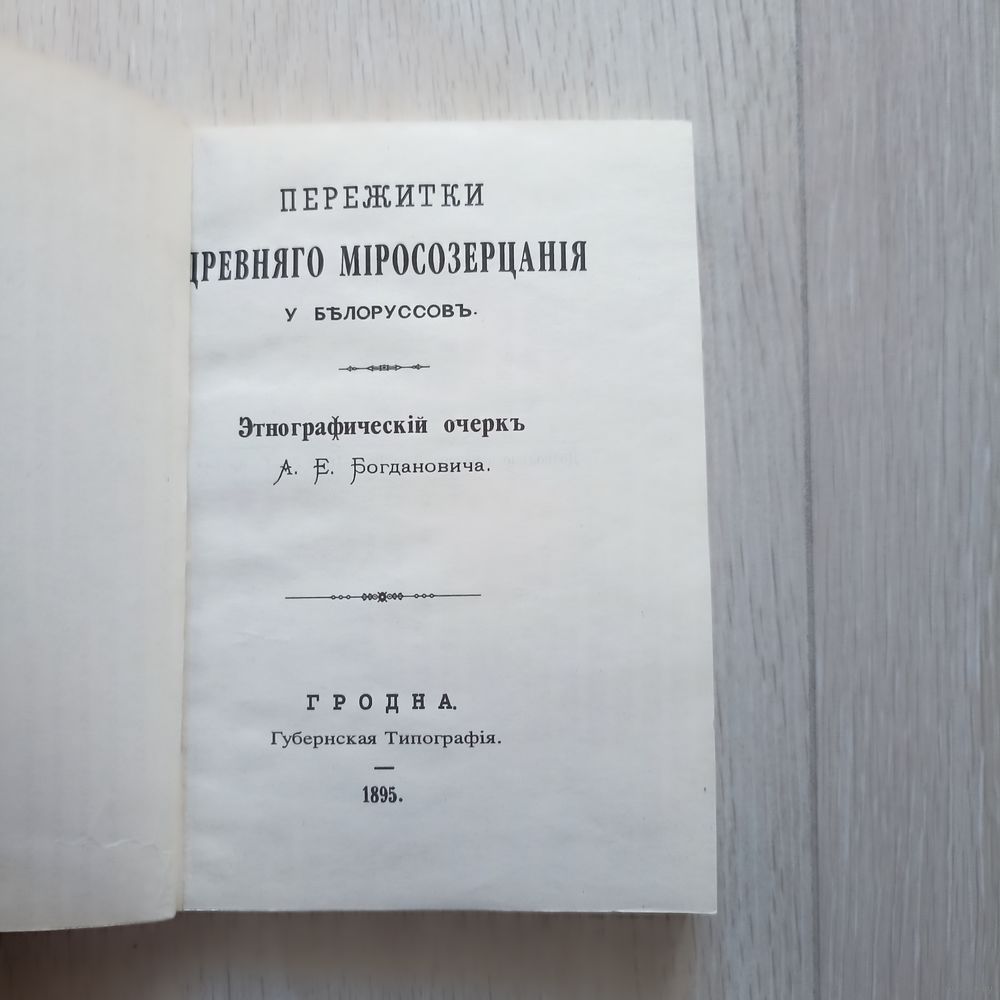 ПЕРЕЖИТКИ
ДРЕВНЯГО МІРОСОЗЕРЦАНІЯ
У БѢЛОРУССОВЪ.
Этнографическій очеркъ
А. Е. Богдановича.
ГРОДНА.
Губернская Типографія.
1895.